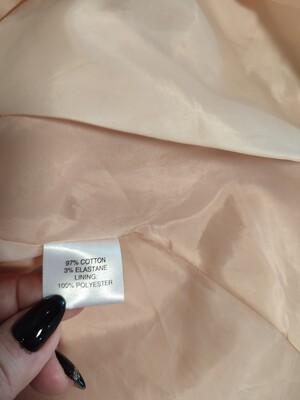 97% COTTON
3% ELASTANE
LINING:
100% POLYESTER